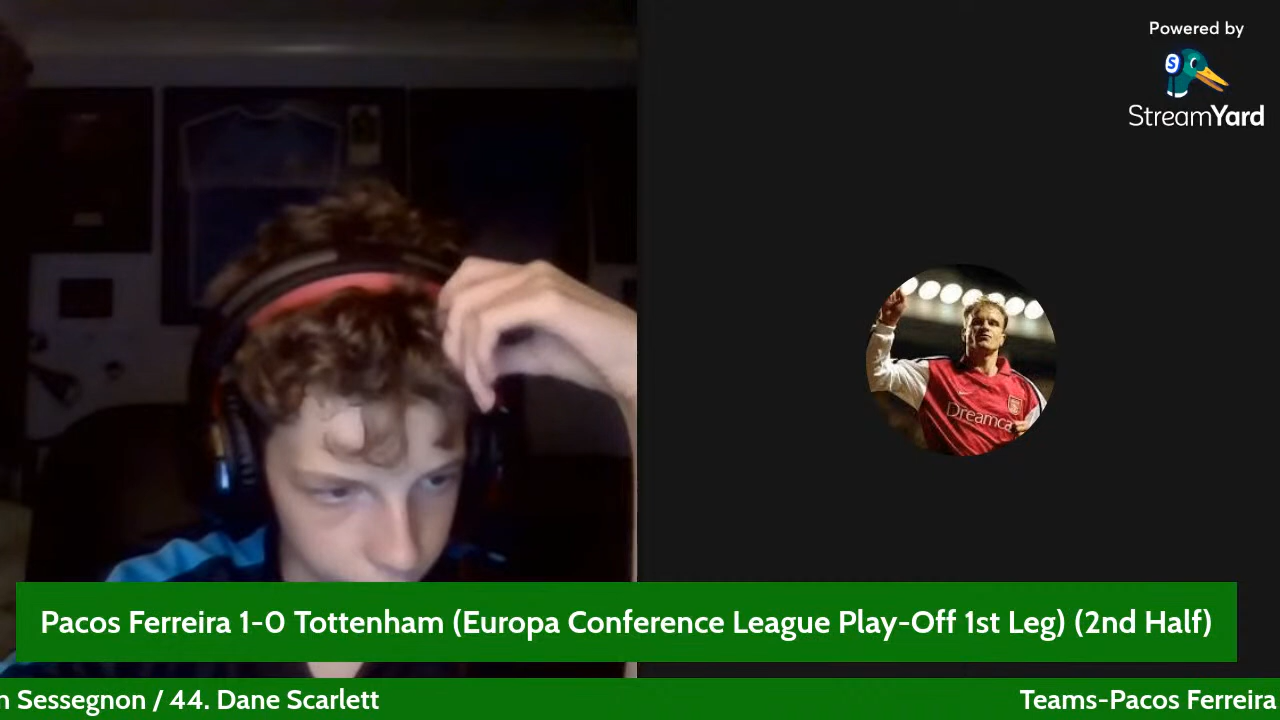 Powered by
StreamYard
Dreamca
Pacos Ferreira 1-0 Tottenham (Europa Conference League Play-Off 1st Leg) (2nd Half)
n Sessegnon / 44. Dane Scarlett
Teams-Pacos Ferreira